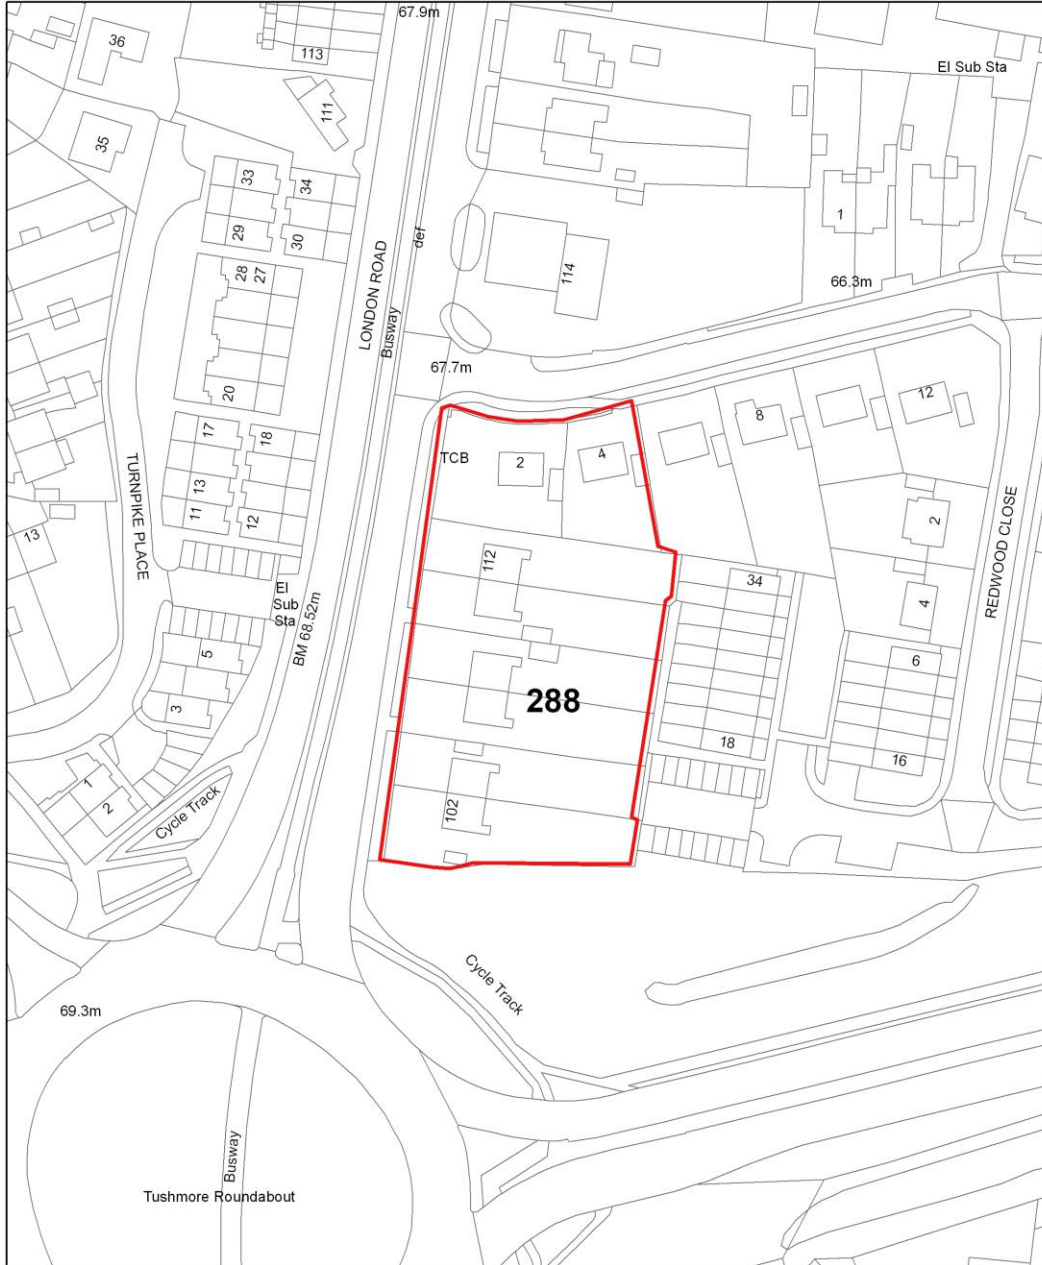 67.9m
36
113
El Sub Sta
111
35
33
34
1
29
30
def
28
27
114
66.3m
LONDON ROAD
Busway
67.7m
20
12
8
17
18
TCB
2
4
TURNPIKE PLACE
13
11
12
2
13
112
REDWOOD CLOSE
34
El
Sub
Sta
BM 68.52m
4
5
6
288
3
18
16
1
2
102
Cycle Track
Cycle Track
69.3m
Busway
Tushmore Roundabout